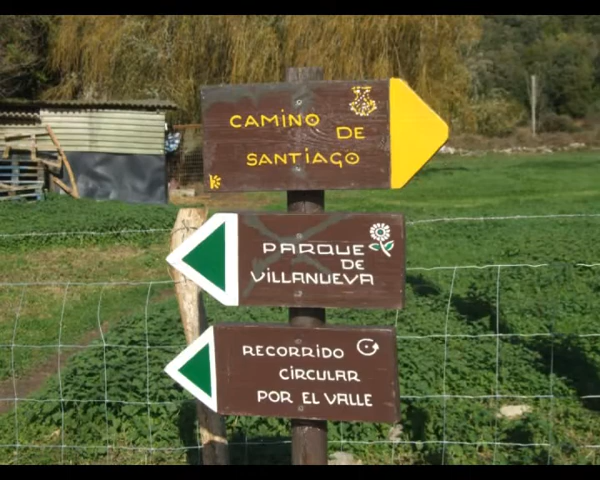 CAMINO
DE
SANTIAGO
PARQUE
DE
VILLANUEVA
RECORRIDO
CIRCULAR
POR EL VALLE